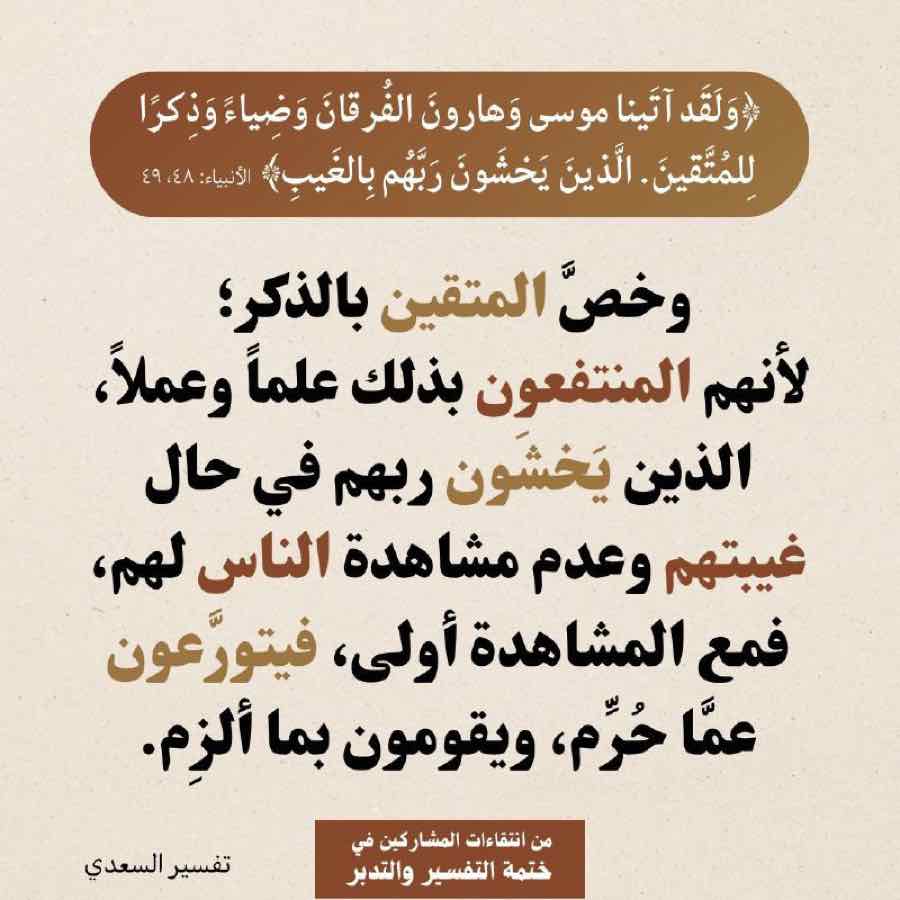 ﴿وَلَقَد آتَينا موسى وَهارونَ الفُرقانَ وَضِياءً وَذِكرًا
لِلمُتَّقينَ. الَّذينَ يَخشَونَ رَبَّهُم بِالغَيبِ﴾ الأنبياء: ٤٨، ٤٩
وخصَّ المتقين بالذكر؛
لأنهم المنتفعون بذلك علماً وعملاً،
الذين يَخشَون ربهم في حال
غيبتهم وعدم مشاهدة الناس لهم،
فمع المشاهدة أولى، فيتورَّعون
عمَّا حُرِّم، ويقومون بما ألزِم.
من انتقاءات المشاركين في
ختمة التفسير والتدبر
تفسير السعدي